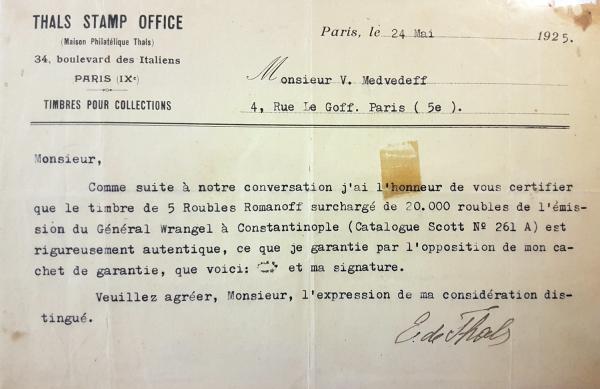 THALS STAMP OFFICE
(Maison Philatélique Thals)
34, boulevard des Italiens
PARIS (IXe)
TIMBRES POUR COLLECTIONS
Paris, le 24 Mai 1925.
Monsieur V. Medvedeff
4, Rue Le Goff. Paris ( 5e ).
Monsieur,
Comme suite à notre conversation j'ai l'honneur de vous certifier
que le timbre de 5 Roubles Romanoff surchargé de 20.000 roubles de l'émis-
sion du Général Wrangel à Constantinople (Catalogue Scott № 261 A) est
rigureusement autentique, ce que je garantie par l'opposition de mon ca-
chet de garantie, que voici: et ma signature.
Veuillez agréer, Monsieur, l'expression de ma considération dis-
tingué.
E. de Thals